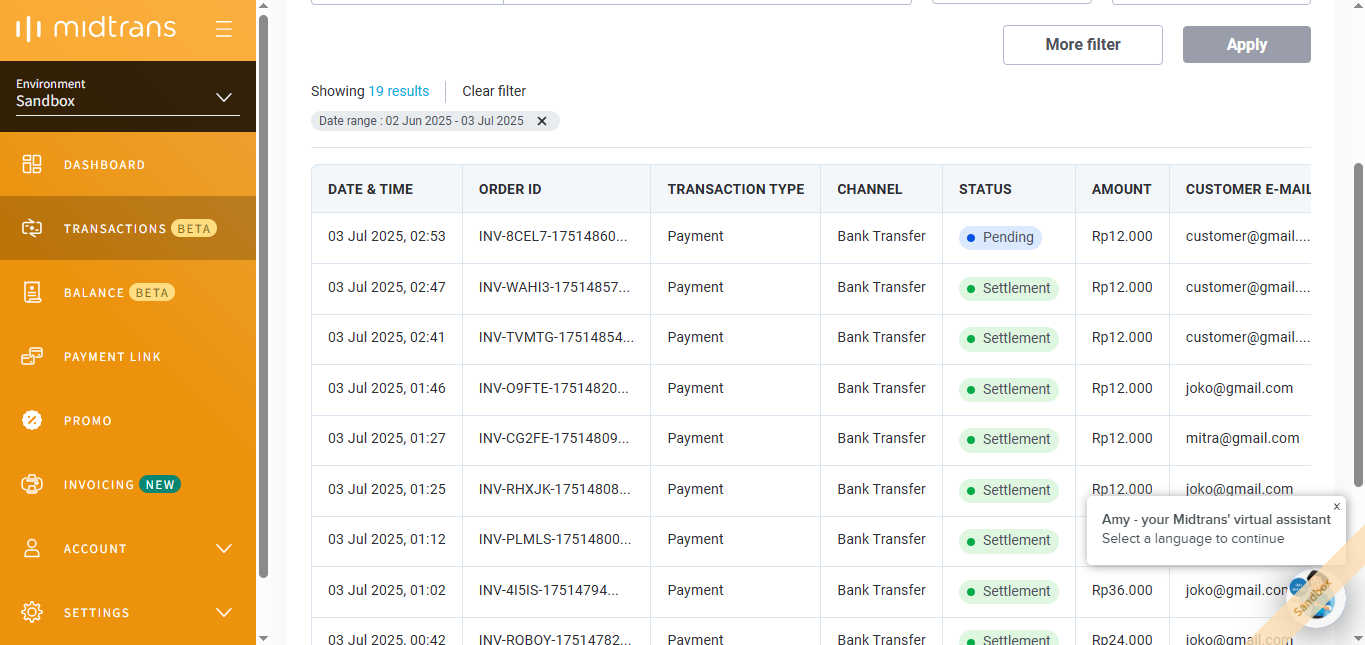 midtrans
Environment
Sandbox
DASHBOARD
TRANSACTIONS BETA
BALANCE BETA
PAYMENT LINK
PROMO
INVOICING NEW
ACCOUNT
SETTINGS
More filter Apply
Showing 19 results Clear filter
Date range : 02 Jun 2025 - 03 Jul 2025
DATE & TIME ORDER ID TRANSACTION TYPE CHANNEL STATUS AMOUNT CUSTOMER E-MAIL
03 Jul 2025, 02:53 INV-8CEL7-17514860... Payment Bank Transfer Pending Rp12.000 customer@gmail....
03 Jul 2025, 02:47 INV-WAHI3-17514857... Payment Bank Transfer Settlement Rp12.000 customer@gmail....
03 Jul 2025, 02:41 INV-TVMTG-17514854... Payment Bank Transfer Settlement Rp12.000 customer@gmail....
03 Jul 2025, 01:46 INV-O9FTE-17514820... Payment Bank Transfer Settlement Rp12.000 joko@gmail.com
03 Jul 2025, 01:27 INV-CG2FE-17514809... Payment Bank Transfer Settlement Rp12.000 mitra@gmail.com
03 Jul 2025, 01:25 INV-RHXJK-17514808... Payment Bank Transfer Settlement Rp12.000 joko@gmail.com
03 Jul 2025, 01:12 INV-PLMLS-17514800... Payment Bank Transfer Settlement
03 Jul 2025, 01:02 INV-4I5IS-17514794... Payment Bank Transfer Settlement Rp36.000 joko@gmail.com
03 Jul 2025, 00:42 INV-ROBOY-17514782... Payment Bank Transfer Settlement Rp24.000 joko@gmail.com
Amy - your Midtrans' virtual assistant
Select a language to continue
Sandbox